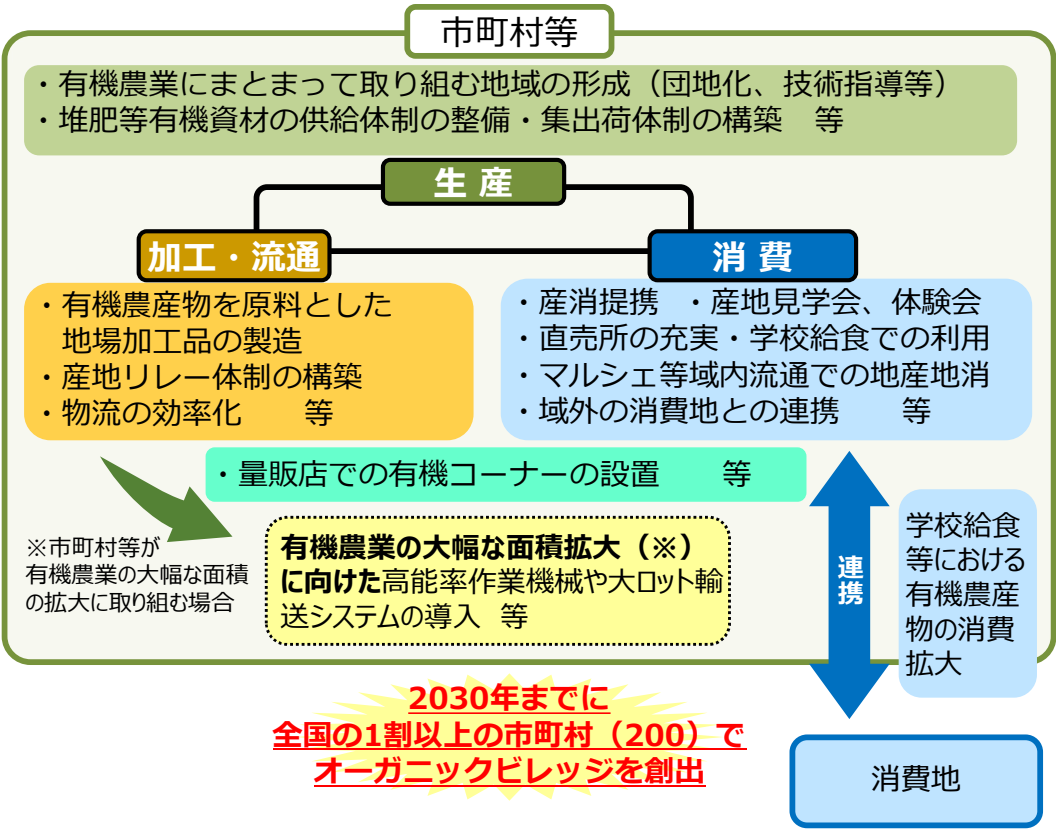 市町村等
・有機農業にまとまって取り組む地域の形成（団地化、技術指導等）
・堆肥等有機資材の供給体制の整備・集出荷体制の構築　等
生 産
加工・流通
消 費
・有機農産物を原料とした
地場加工品の製造
・産地リレー体制の構築
・物流の効率化　　等
・産消提携　・産地見学会、体験会
・直売所の充実・学校給食での利用
・マルシェ等域内流通での地産地消
・域外の消費地との連携　　等
・量販店での有機コーナーの設置　　等
※市町村等が
有機農業の大幅な面積
の拡大に取り組む場合
有機農業の大幅な面積拡大（※）
に向けた高能率作業機械や大ロット輸
送システムの導入　等
連携
学校給食
等における
有機農産
物の消費
拡大
2030年までに
全国の1割以上の市町村（200）で
オーガニックビレッジを創出
消費地